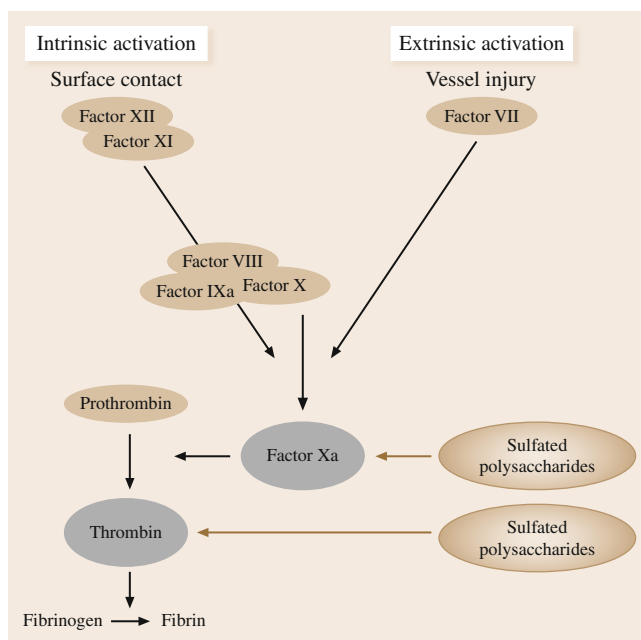 Intrinsic activation
Extrinsic activation
Surface contact
Vessel injury
Factor XII
Factor XI
Factor VII
Factor VIII
Factor IXa
Factor X
Prothrombin
Factor Xa
Sulfated
polysaccharides
Thrombin
Sulfated
polysaccharides
Fibrinogen
Fibrin